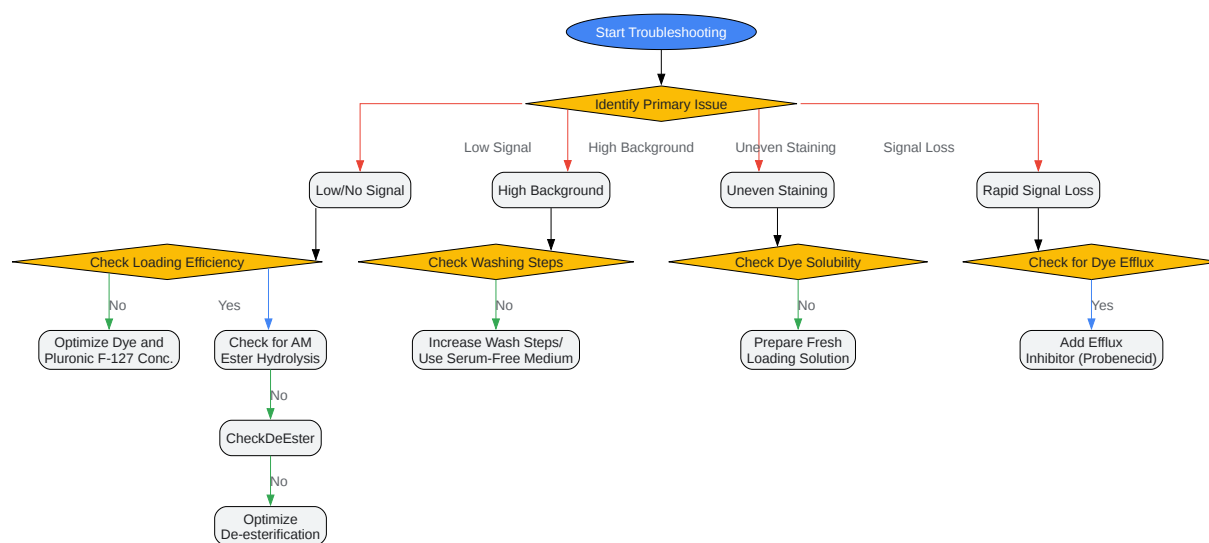 Start Troubleshooting
Identify Primary Issue
Low Signal
High Background
Uneven Staining
Signal Loss
Low/No Signal
High Background
Uneven Staining
Rapid Signal Loss
Check Loading Efficiency
Check Washing Steps
Check Dye Solubility
Check for Dye Efflux
No
Yes
No
No
Yes
Optimize Dye and
Pluronic F-127 Conc.
Check for AM
Ester Hydrolysis
Increase Wash Steps/
Use Serum-Free Medium
Prepare Fresh
Loading Solution
Add Efflux
Inhibitor (Probenecid)
No
CheckDeEster
No
Optimize
De-esterification